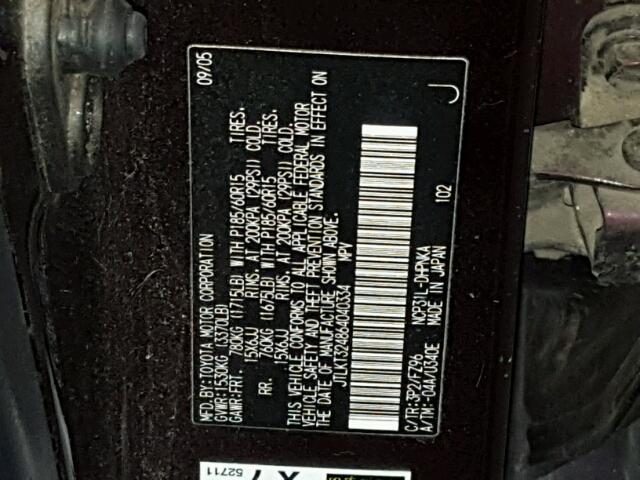 MFD. BY: TOYOTA MOTOR CORPORATION 09/05
GVWR: 1530KG (3370LB)
GAWR: FRT. 780KG (1715LB) WITH P185/60R15 TIRES.
15X6JJ RIMS. AT 200KPA (29PSI) COLD.
RR. 760KG (1675LB) WITH P185/60R15 TIRES.
15X6JJ RIMS. AT 200KPA (29PSI) COLD.
THIS VEHICLE CONFORMS TO ALL APPLICABLE FEDERAL MOTOR
VEHICLE SAFETY AND THEFT PREVENTION STANDARDS IN EFFECT ON
THE DATE OF MANUFACTURE SHOWN ABOVE.
JTLKT324864040334 MPV
C/TR: 3P2/FZ96 NCP31L-DHPNKA 102
A/TM: -04A/U340E MADE IN JAPAN
J
X7
52711